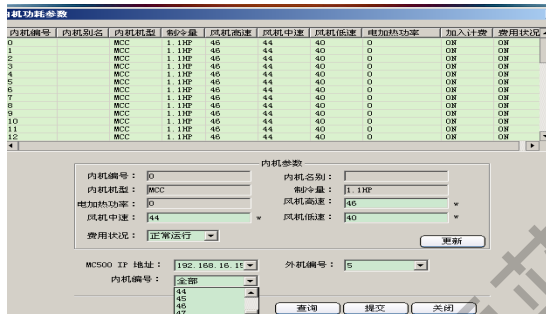 内机功耗参数
内机编号 内机别名 内机机型 制冷量 风机高速 风机中速 风机低速 电加热功率 加入计费 费用状况
0 MCC 1.1HP 46 44 40 0 ON ON
1 MCC 1.1HP 46 44 40 0 ON ON
2 MCC 1.1HP 46 44 40 0 ON ON
3 MCC 1.1HP 46 44 40 0 ON ON
4 MCC 1.1HP 46 44 40 0 ON ON
5 MCC 1.1HP 46 44 40 0 ON ON
6 MCC 1.1HP 46 44 40 0 ON ON
7 MCC 1.1HP 46 44 40 0 ON ON
8 MCC 1.1HP 46 44 40 0 ON ON
9 MCC 1.1HP 46 44 40 0 ON ON
10 MCC 1.1HP 46 44 40 0 ON ON
11 MCC 1.1HP 46 44 40 0 ON ON
12 MCC 1.1HP 46 44 40 0 ON ON
内机参数
内机编号： 0 内机名别：
内机机型： MCC 制冷量： 1.1HP
电加热功率： 0 风机高速： 46 w
风机中速： 44 w 风机低速： 40 w
费用状况： 正常运行
更新
MC500 IP 地址： 192.168.16.15 外机编号： 5
内机编号： 全部
44
45
46
47
查询 提交 关闭